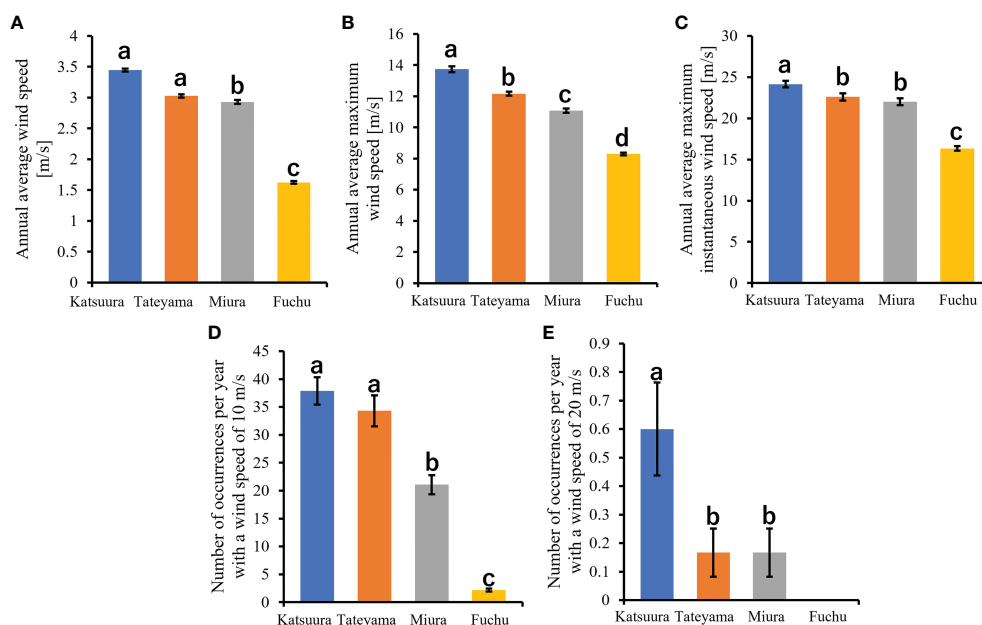 A
Annual average wind speed
[m/s]
4
3.5
3
2.5
2
1.5
1
0.5
0
a
a
b
c
Katsuura Tateyama Miura Fuchu
B
Annual average maximum
wind speed [m/s]
16
14
12
10
8
6
4
2
0
a
b
c
d
Katsuura Tateyama Miura Fuchu
C
Annual average maximum
instantaneous wind speed [m/s]
30
25
20
15
10
5
0
a
b
b
c
Katsuura Tateyama Miura Fuchu
D
Number of occurrences per year
with a wind speed of 10 m/s
45
40
35
30
25
20
15
10
5
0
a
a
b
c
Katsuura Tateyama Miura Fuchu
E
Number of occurrences per year
with a wind speed of 20 m/s
0.9
0.8
0.7
0.6
0.5
0.4
0.3
0.2
0.1
0
a
b
b
Katsuura Tateyama Miura Fuchu